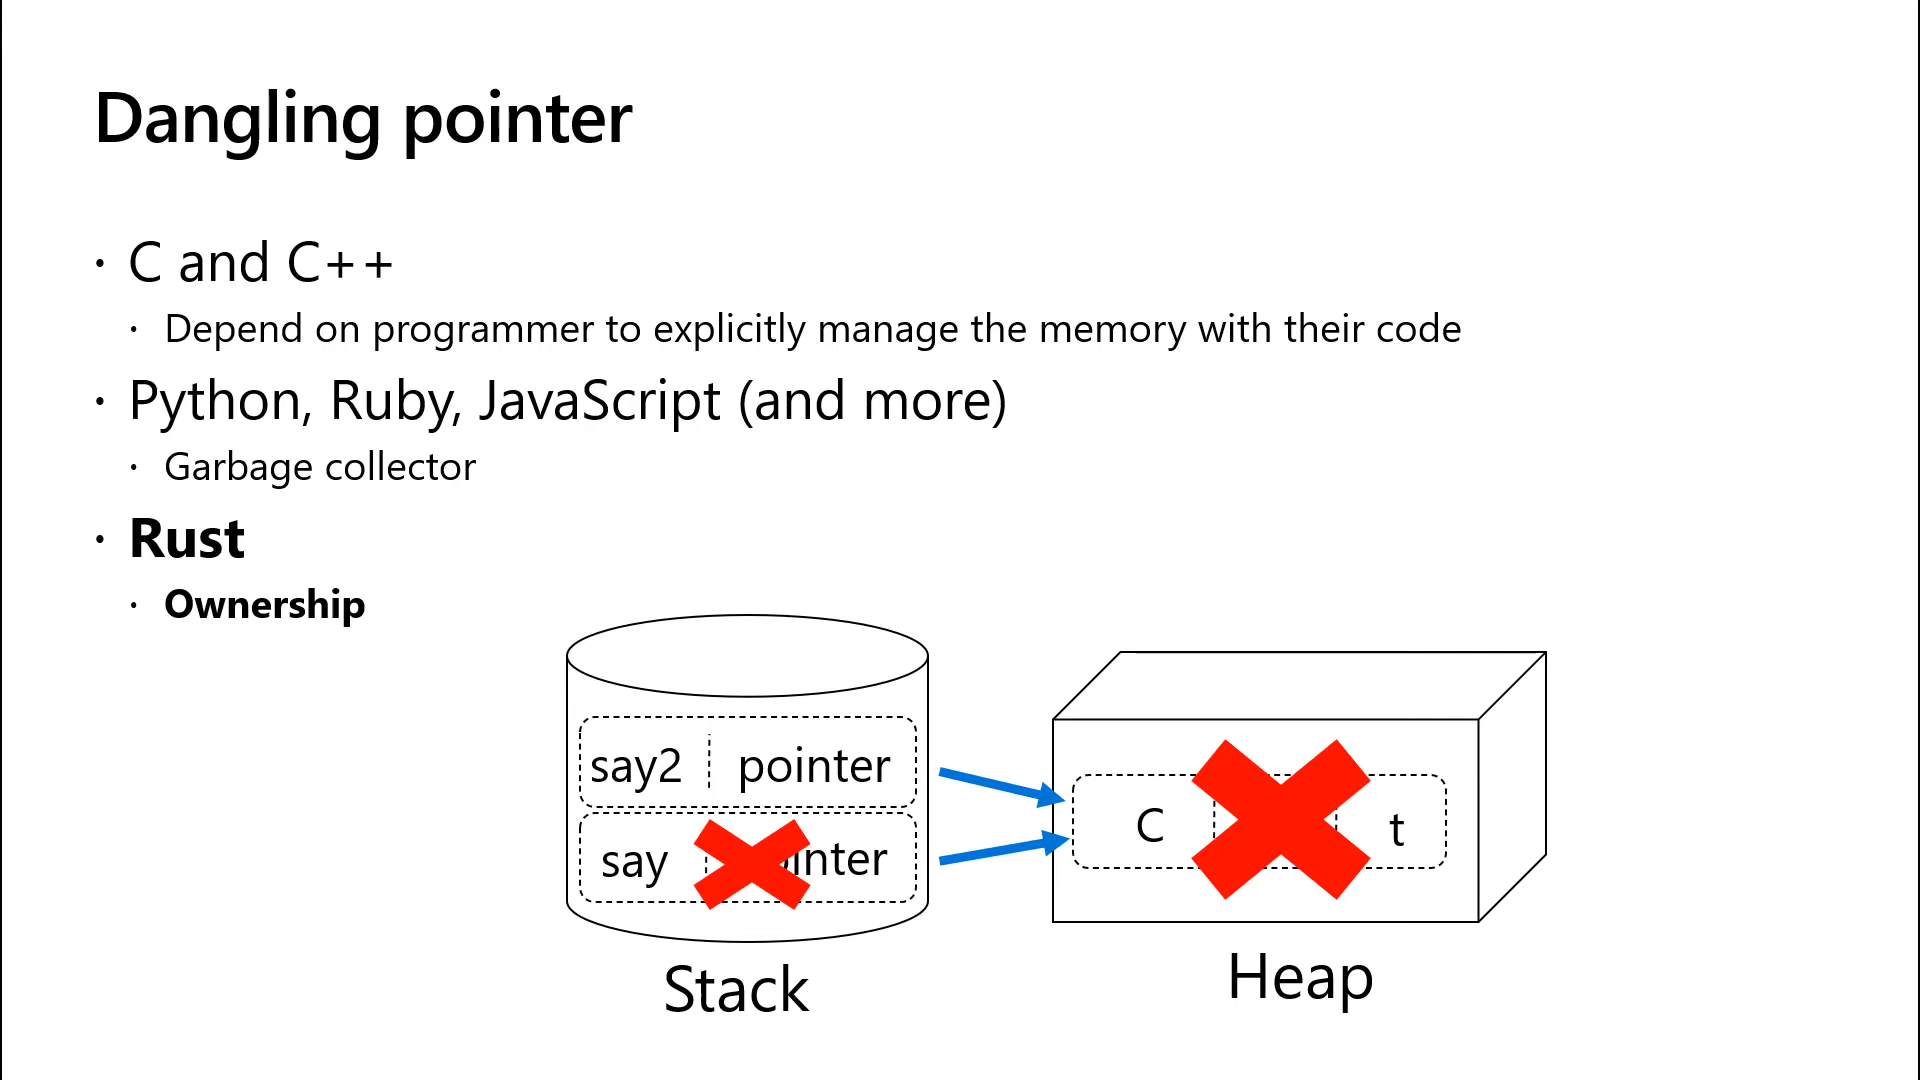 Dangling pointer
• C and C++
• Depend on programmer to explicitly manage the memory with their code
• Python, Ruby, JavaScript (and more)
• Garbage collector
• Rust
• Ownership
say2 pointer
say
C t
Stack
Heap